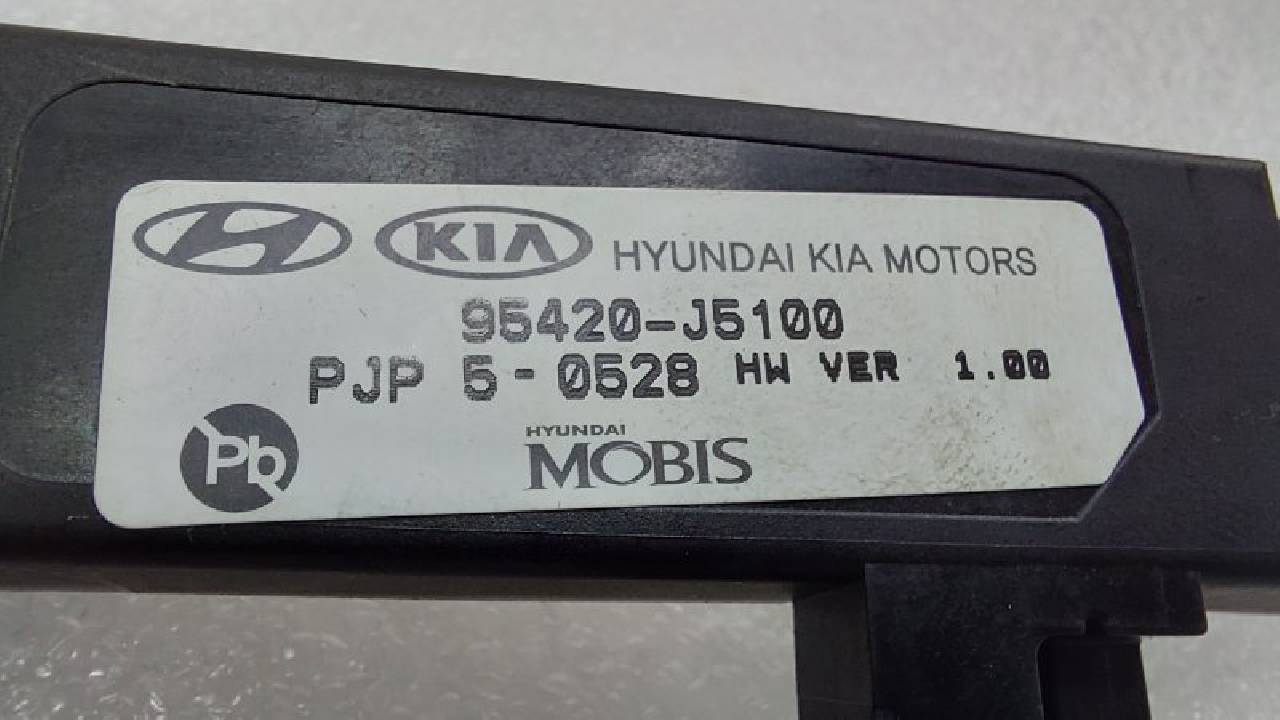 KIA HYUNDAI KIA MOTORS
95420-J5100
PJP 5-0528 HW VER 1.00
Pb
HYUNDAI
MOBIS